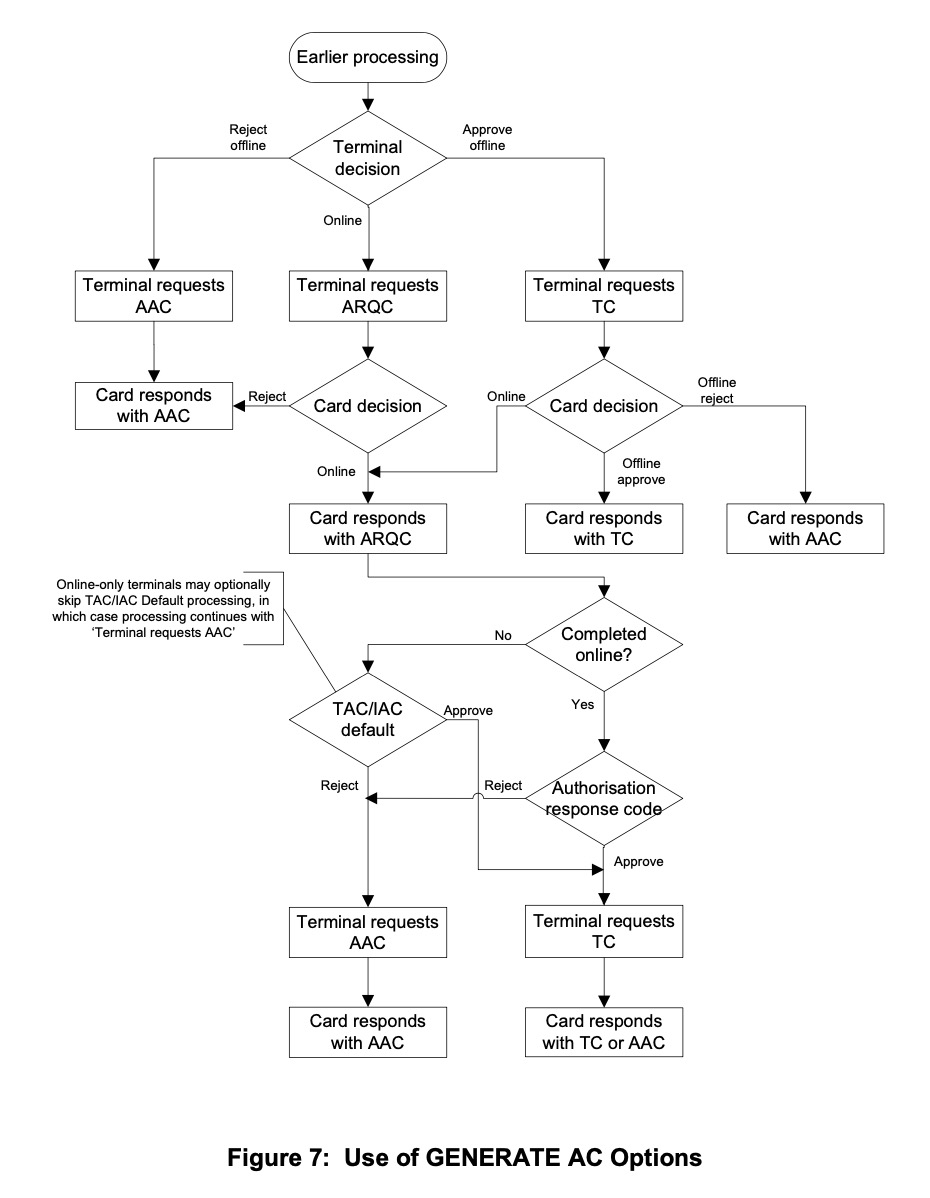 Earlier processing
Reject
offline
Terminal
decision
Approve
offline
Online
Terminal requests
AAC
Terminal requests
ARQC
Terminal requests
TC
Card responds
with AAC
Reject
Card decision
Online
Card decision
Offline
reject
Online
Offline
approve
Card responds
with ARQC
Card responds
with TC
Card responds
with AAC
Online-only terminals may optionally
skip TAC/IAC Default processing, in
which case processing continues with
‘Terminal requests AAC’
No
Completed
online?
TAC/IAC
default
Approve
Yes
Reject
Reject
Authorisation
response code
Approve
Terminal requests
AAC
Terminal requests
TC
Card responds
with AAC
Card responds
with TC or AAC
Figure 7:  Use of GENERATE AC Options